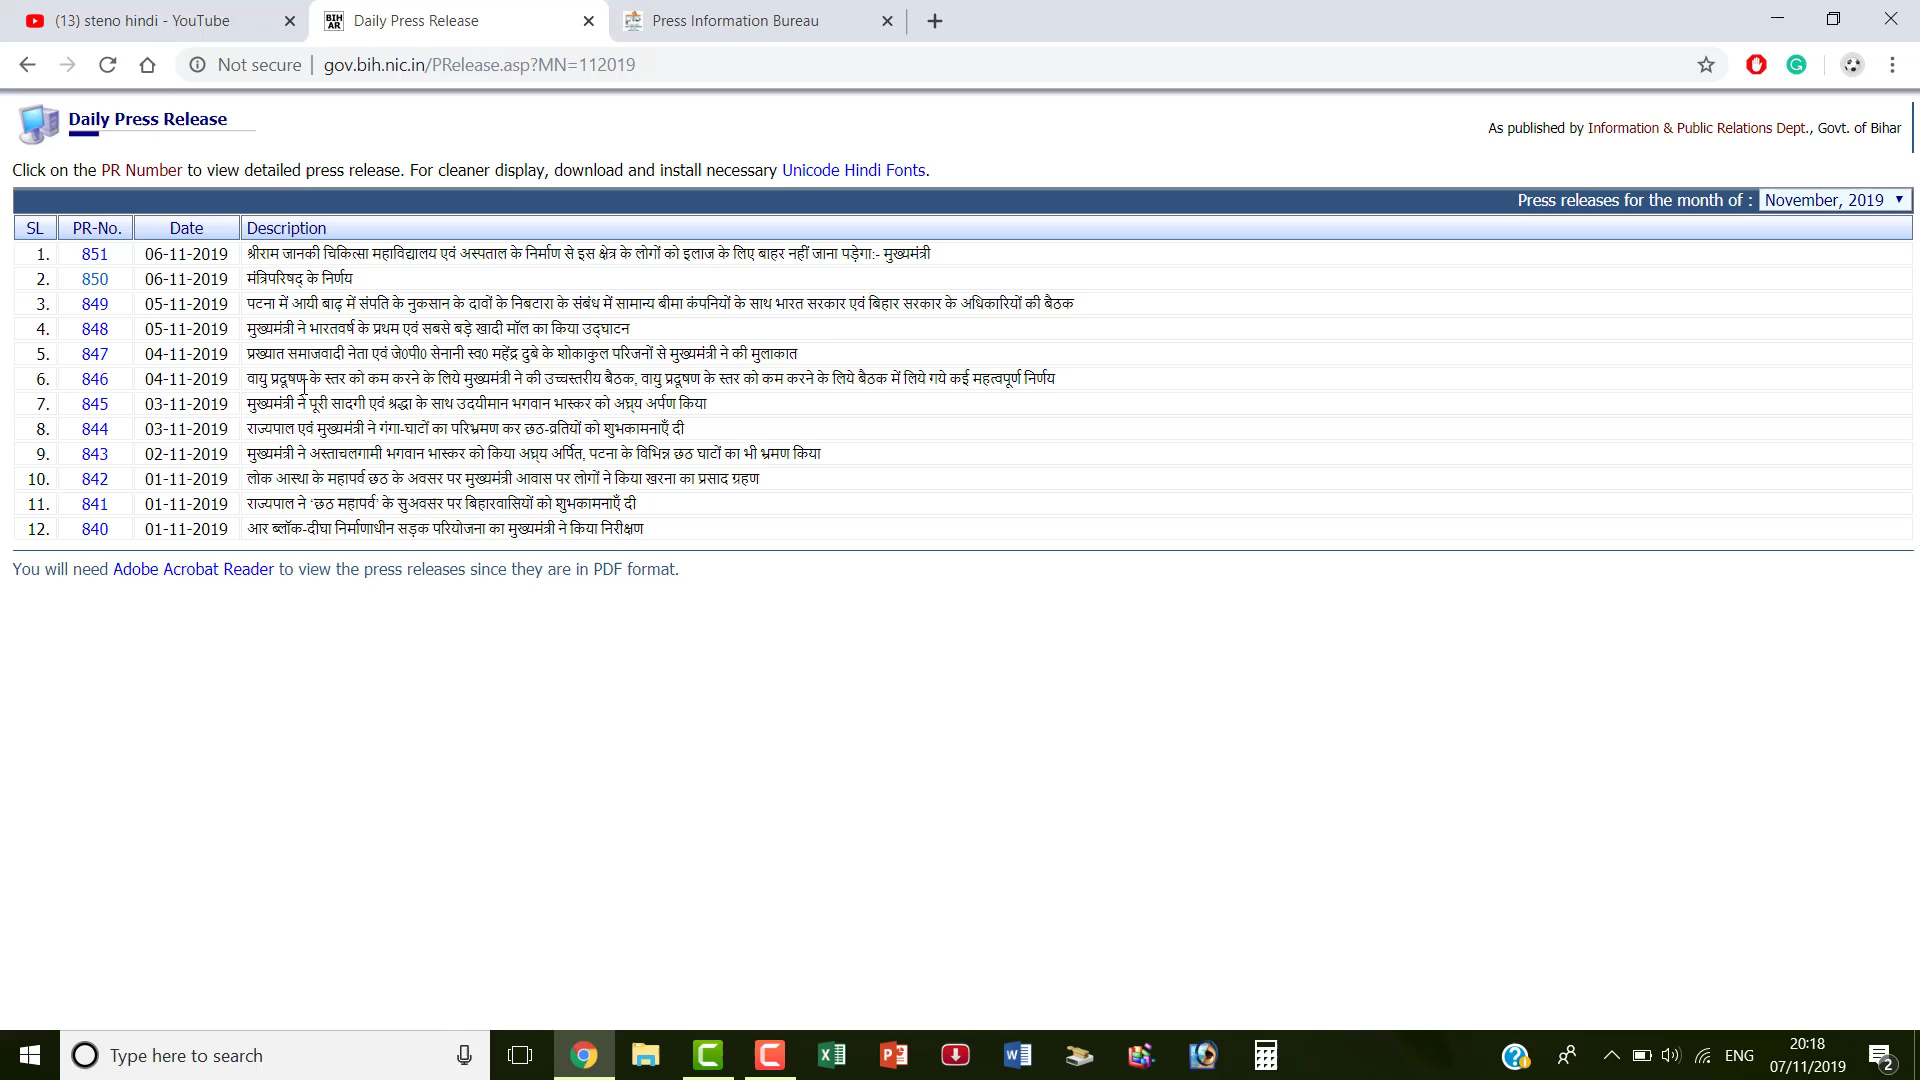 (13) steno hindi - YouTube
Daily Press Release
Press Information Bureau
Not secure | gov.bih.nic.in/PRelease.asp?MN=112019
Daily Press Release
As published by Information & Public Relations Dept., Govt. of Bihar
Click on the PR Number to view detailed press release. For cleaner display, download and install necessary Unicode Hindi Fonts.
Press releases for the month of : November, 2019
SL PR-No. Date Description
1. 851 06-11-2019 श्रीराम जानकी चिकित्सा महाविद्यालय एवं अस्पताल के निर्माण से इस क्षेत्र के लोगों को इलाज के लिए बाहर नहीं जाना पड़ेगा:- मुख्यमंत्री
2. 850 06-11-2019 मंत्रिपरिषद् के निर्णय
3. 849 05-11-2019 पटना में आयी बाढ़ में संपति के नुकसान के दावों के निबटारा के संबंध में सामान्य बीमा कंपनियों के साथ भारत सरकार एवं बिहार सरकार के अधिकारियों की बैठक
4. 848 05-11-2019 मुख्यमंत्री ने भारतवर्ष के प्रथम एवं सबसे बड़े खादी मॉल का किया उद्घाटन
5. 847 04-11-2019 प्रख्यात समाजवादी नेता एवं जे0पी0 सेनानी स्व0 महेंद्र दुबे के शोकाकुल परिजनों से मुख्यमंत्री ने की मुलाकात
6. 846 04-11-2019 वायु प्रदूषण के स्तर को कम करने के लिये मुख्यमंत्री ने की उच्चस्तरीय बैठक, वायु प्रदूषण के स्तर को कम करने के लिये बैठक में लिये गये कई महत्वपूर्ण निर्णय
7. 845 03-11-2019 मुख्यमंत्री ने पूरी सादगी एवं श्रद्धा के साथ उदयीमान भगवान भास्कर को अघ्र्य अर्पण किया
8. 844 03-11-2019 राज्यपाल एवं मुख्यमंत्री ने गंगा-घाटों का परिभ्रमण कर छठ-व्रतियों को शुभकामनाएँ दी
9. 843 02-11-2019 मुख्यमंत्री ने अस्ताचलगामी भगवान भास्कर को किया अघ्र्य अर्पित, पटना के विभिन्न छठ घाटों का भी भ्रमण किया
10. 842 01-11-2019 लोक आस्था के महापर्व छठ के अवसर पर मुख्यमंत्री आवास पर लोगों ने किया खरना का प्रसाद ग्रहण
11. 841 01-11-2019 राज्यपाल ने ‘छठ महापर्व’ के सुअवसर पर बिहारवासियों को शुभकामनाएँ दी
12. 840 01-11-2019 आर ब्लॉक-दीघा निर्माणाधीन सड़क परियोजना का मुख्यमंत्री ने किया निरीक्षण
You will need Adobe Acrobat Reader to view the press releases since they are in PDF format.
Type here to search
ENG
20:18
07/11/2019
2